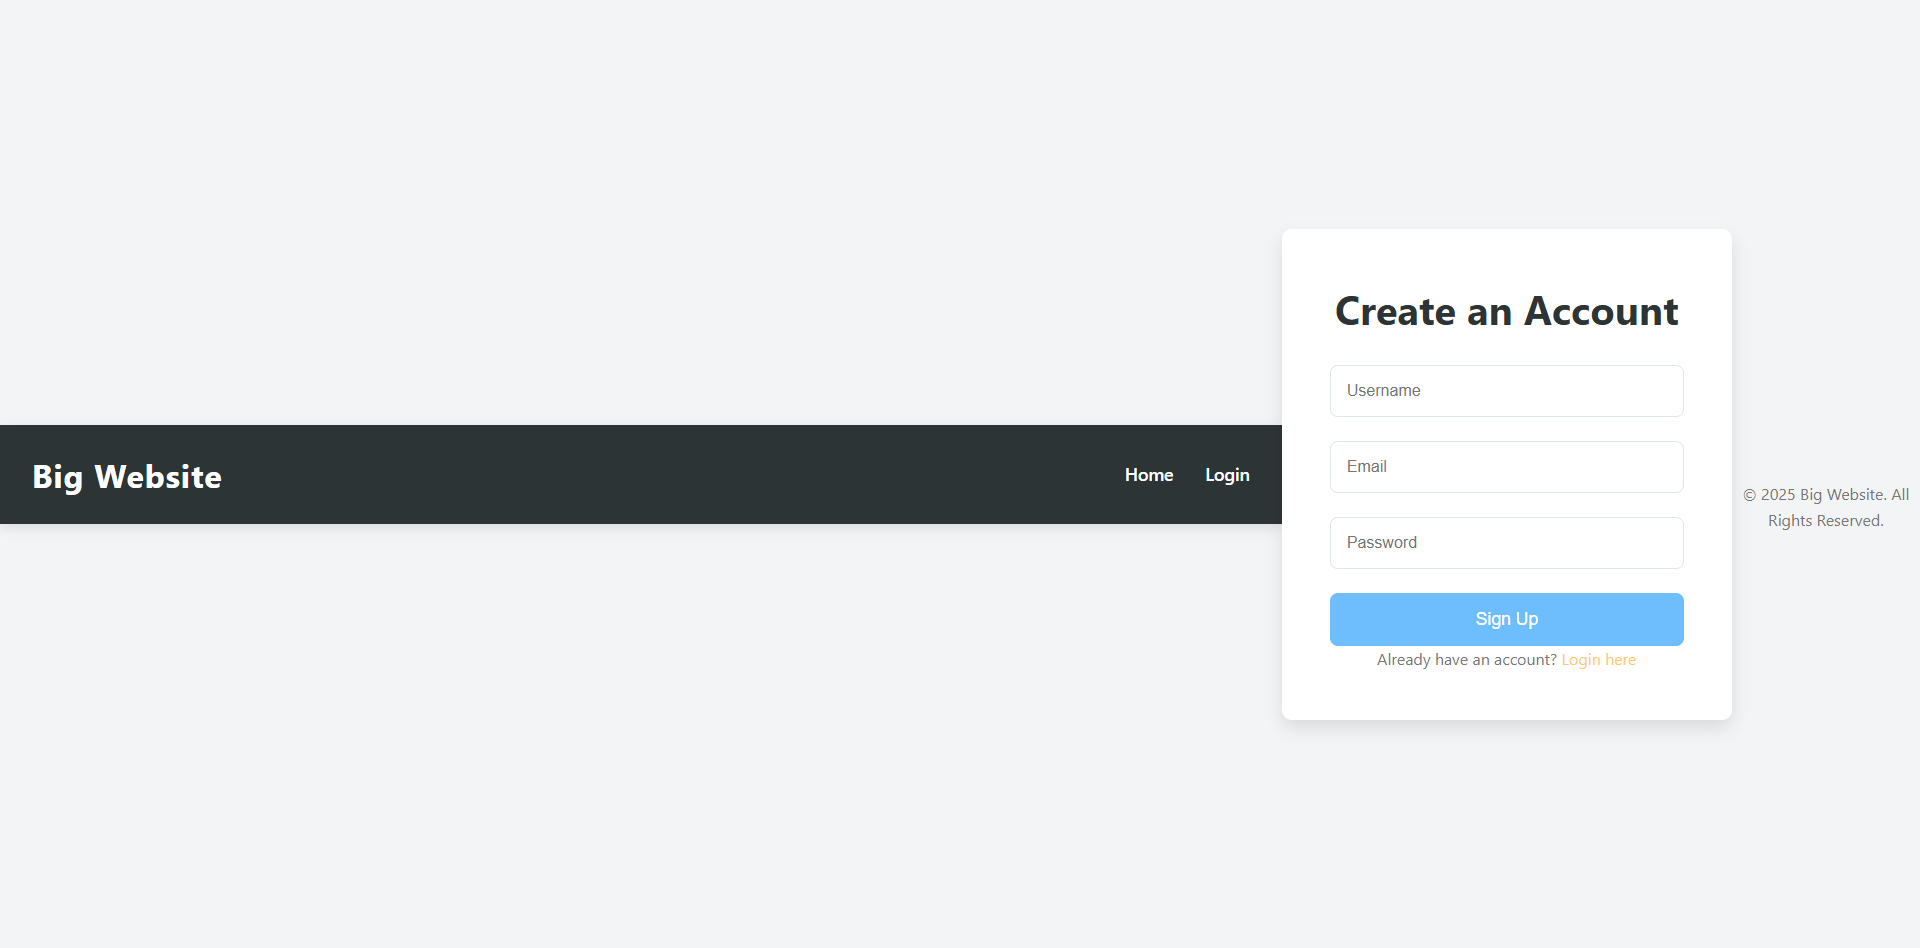 Big Website
Home
Login
Create an Account
Username
Email
Password
Sign Up
Already have an account? Login here
© 2025 Big Website. All
Rights Reserved.